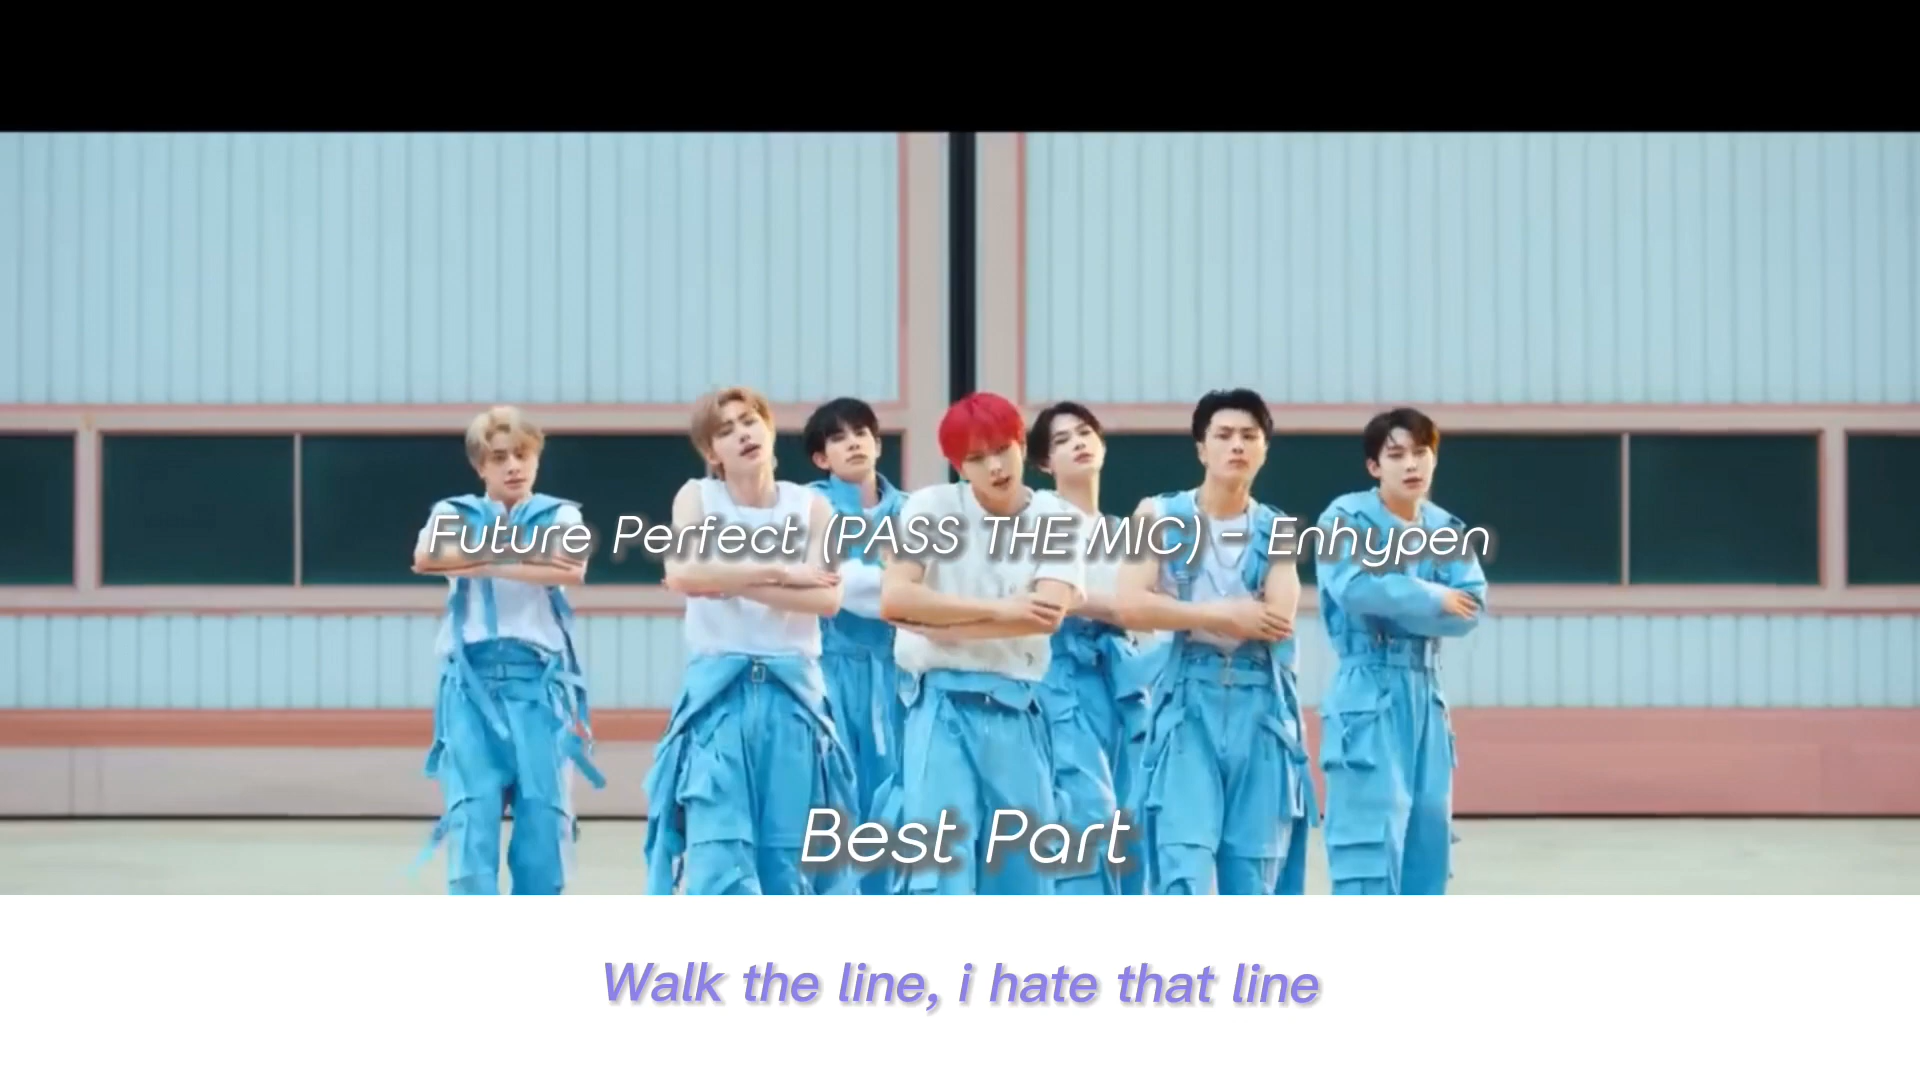 Future Perfect (PASS THE MIC) - Enhypen
Best Part
Walk the line, i hate that line